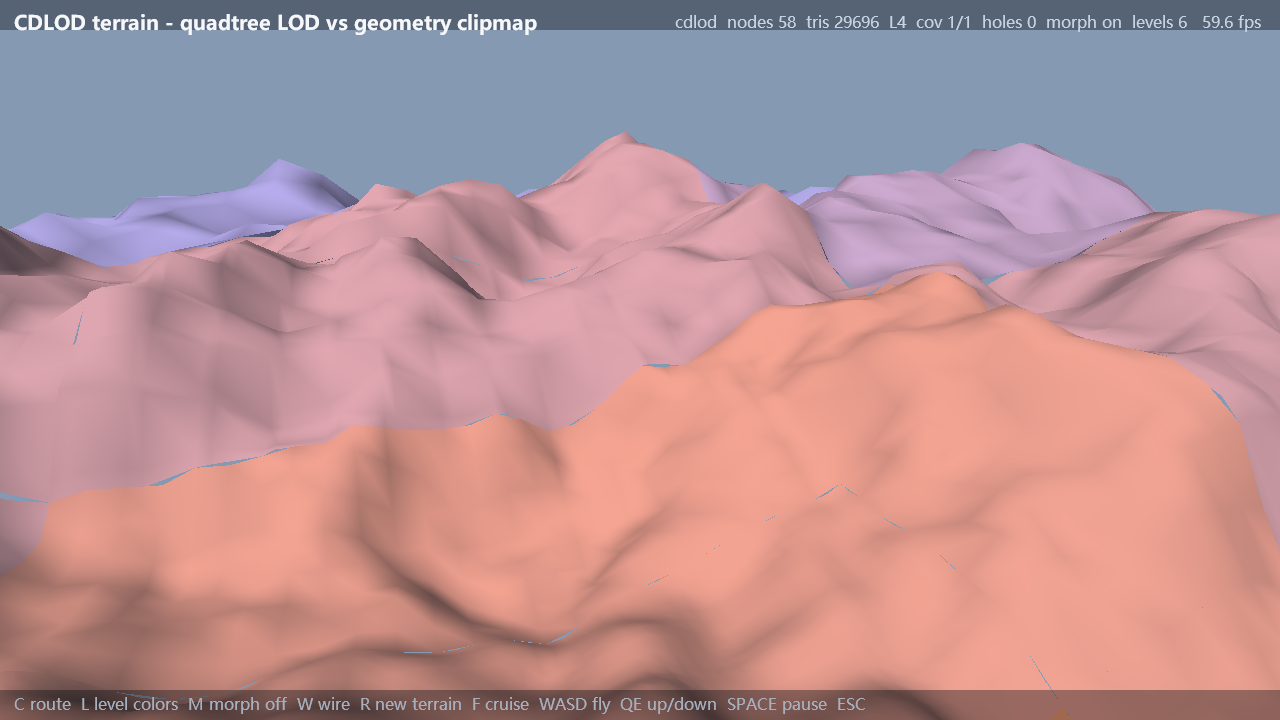 CDLOD terrain - quadtree LOD vs geometry clipmap
cdlod nodes 58 tris 29696 L4 cov 1/1 holes 0 morph on levels 6 59.6 fps
C route L level colors M morph off W wire R new terrain F cruise WASD fly QE up/down SPACE pause ESC